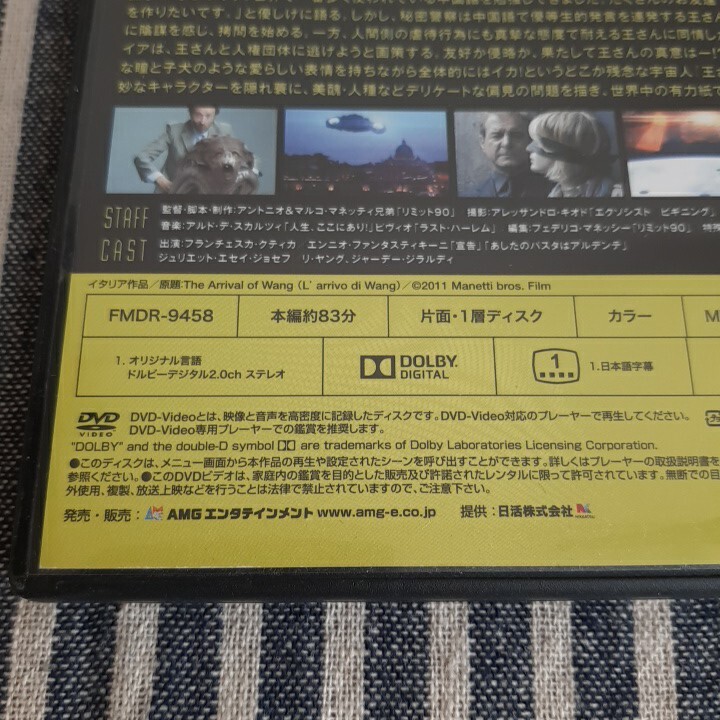 を作りたいです。」と優しげに語る。しかし、秘密警察は中国語で優等生的発言を連発する王さん
に陰謀を感じ、拷問を始める。一方、人間側の虐待行為にも真摯な態度で耐える王さんに同情した
イアは、王さんと人権団体に逃げようと画策する。友好か侵略か、果たして王さんの真意は―!
な瞳と子犬のような愛らしい表情を持ちながら全体的にはイカ!というどこか残念な宇宙人「王さ
妙なキャラクターを隠れ蓑に、美醜・人種などデリケートな偏見の問題を描き、世界中の有力紙で
STAFF 監督・脚本・制作:アントニオ&マルコ・マネッティ兄弟「リミット90」 撮影:アレッサンドロ・キオド「エクソシスト ビギニング」
音楽:アルド・デ・スカルツィ「人生、ここにあり!」ピヴィオ「ラスト・ハーレム」 編集:フェデリコ・マネッシー「リミット90」 特殊
CAST 出演:フランチェスカ・クティカ エンニオ・ファンタスティキーニ「宣告」「あしたのパスタはアルデンテ」
ジュリエット・エセイ・ジョセフ リ・ヤング、ジャーデー・ジラルディ
イタリア作品/原題:The Arrival of Wang (L' arrivo di Wang)/©2011 Manetti bros. Film
FMDR-9458 本編約83分 片面・1層ディスク カラー M
1. オリジナル言語
ドルビーデジタル2.0ch ステレオ
DOLBY
DIGITAL
1
1.日本語字幕
DVD VIDEO
DVD-Videoとは、映像と音声を高密度に記録したディスクです。DVD-Video対応のプレーヤーで再生してください。
DVD-Video専用プレーヤーでの鑑賞を推奨します。
"DOLBY" and the double-D symbol are trademarks of Dolby Laboratories Licensing Corporation.
●このディスクは、メニュー画面から本作品の再生や設定されたシーンを呼び出すことができます。詳しくはプレーヤーの取扱説明書を
参照ください。●このDVDビデオは、家庭内の鑑賞を目的とした販売及び許諾されたレンタルに限って許可されています。無断での目
外使用、複製、放送上映などを行うことは法律で禁止されていますので、ご注意下さい。
発売・販売: AMG エンタテインメント www.amg-e.co.jp 提供:日活株式会社